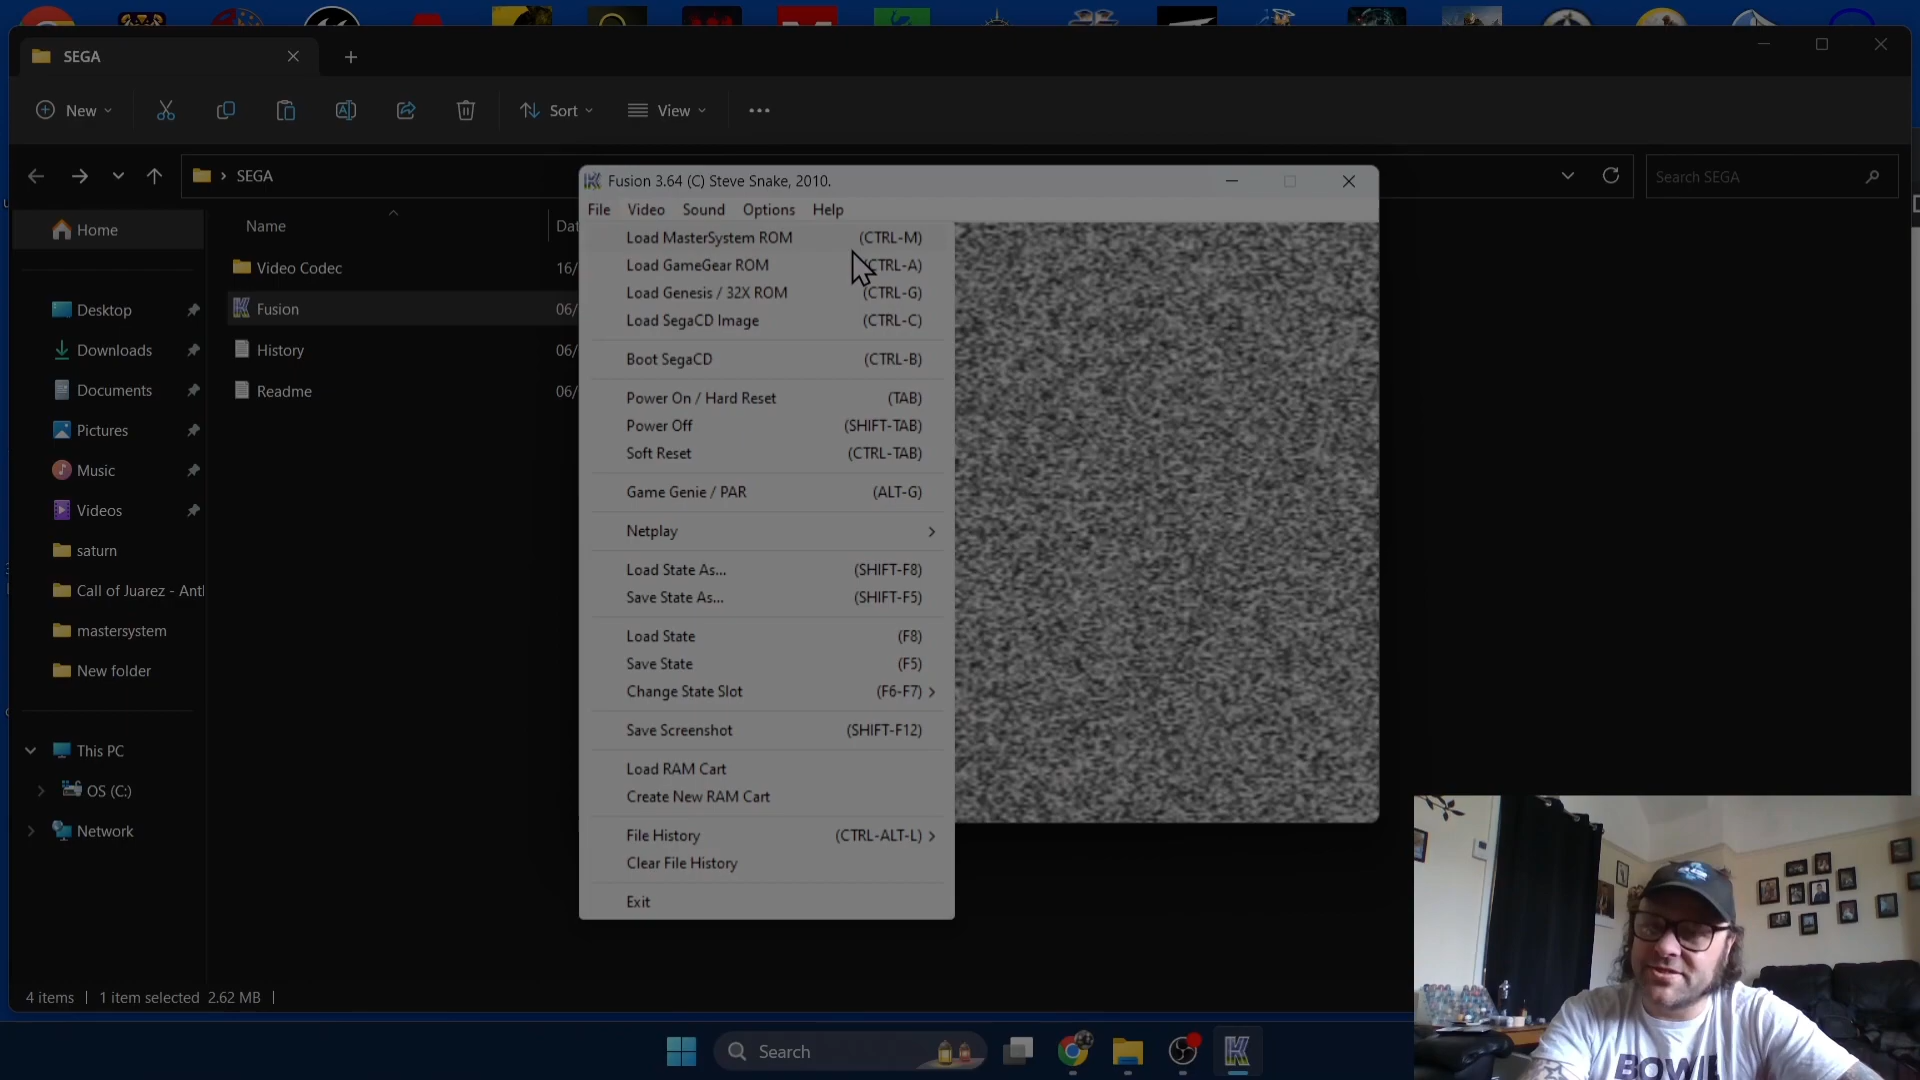 SEGA
New
Sort
View
SEGA
Search SEGA
Home
Desktop
Downloads
Documents
Pictures
Music
Videos
saturn
Call of Juarez - Ant
mastersystem
New folder
This PC
OS (C:)
Network
Name
Dat
Video Codec 16/
Fusion 06/
History 06/
Readme 06/
Fusion 3.64 (C) Steve Snake, 2010.
File Video Sound Options Help
Load MasterSystem ROM (CTRL-M)
Load GameGear ROM CTRL-A)
Load Genesis / 32X ROM (CTRL-G)
Load SegaCD Image (CTRL-C)
Boot SegaCD (CTRL-B)
Power On / Hard Reset (TAB)
Power Off (SHIFT-TAB)
Soft Reset (CTRL-TAB)
Game Genie / PAR (ALT-G)
Netplay
Load State As... (SHIFT-F8)
Save State As... (SHIFT-F5)
Load State (F8)
Save State (F5)
Change State Slot (F6-F7)
Save Screenshot (SHIFT-F12)
Load RAM Cart
Create New RAM Cart
File History (CTRL-ALT-L)
Clear File History
Exit
4 items 1 item selected 2.62 MB
Search
BOWIE